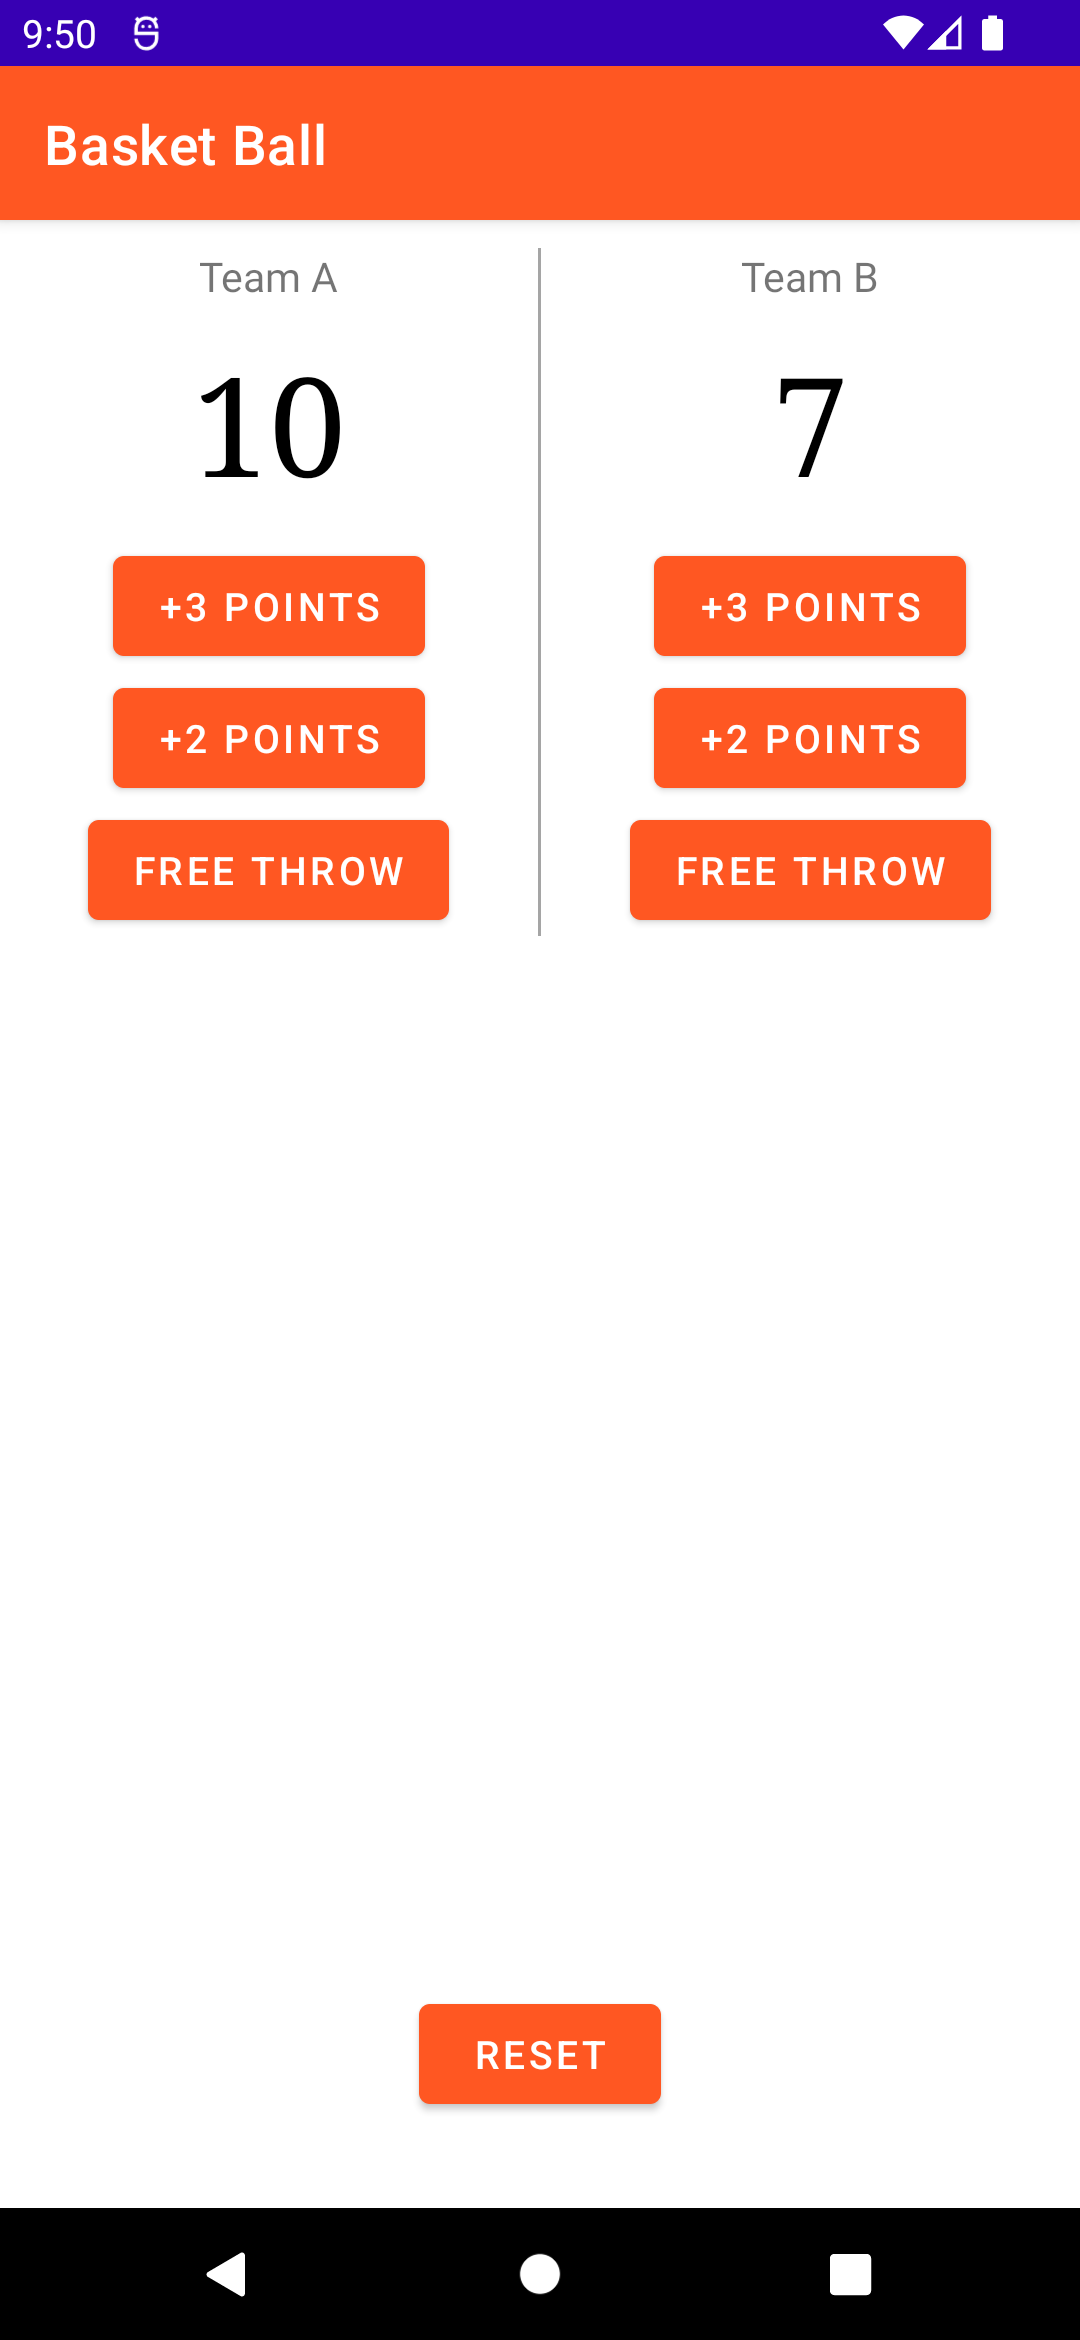 9:50
Basket Ball
Team A
10
+3 POINTS
+2 POINTS
FREE THROW
Team B
7
+3 POINTS
+2 POINTS
FREE THROW
RESET